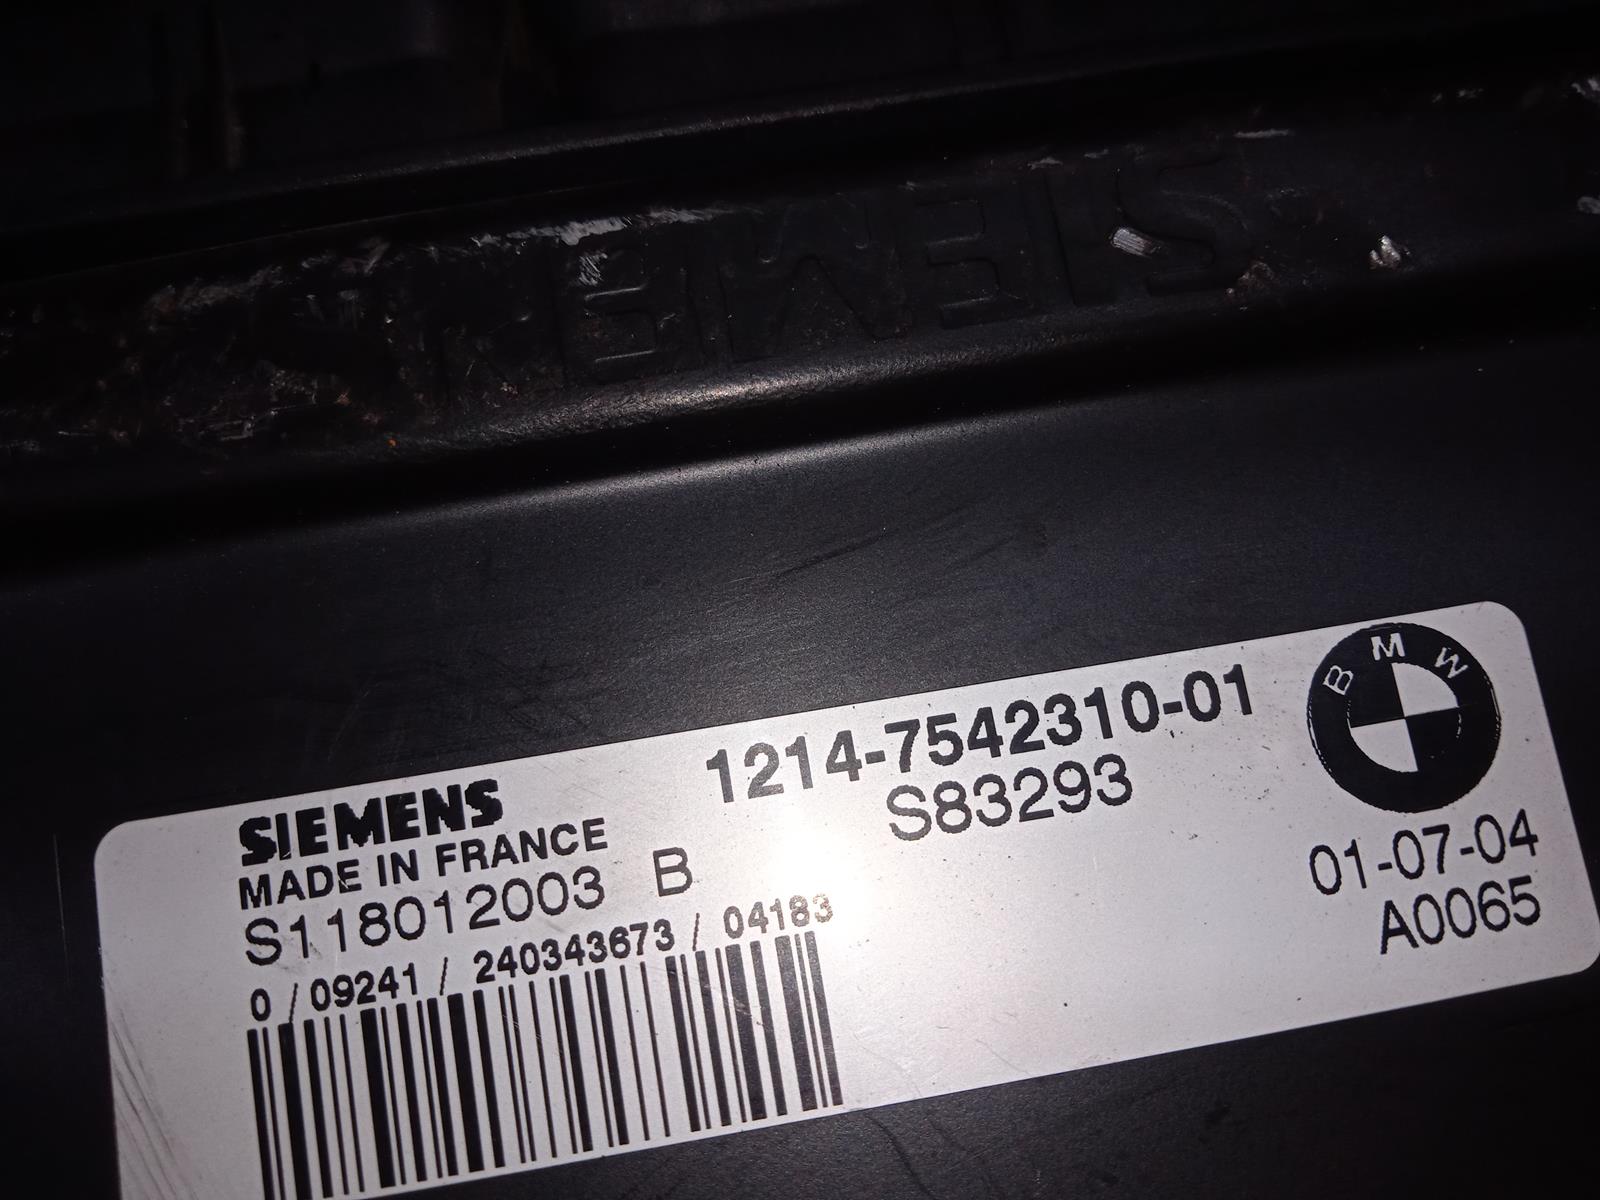 SIEMENS
BMW
1214-7542310-01
S83293
SIEMENS
MADE IN FRANCE
S118012003 B
01-07-04
A0065
0 / 09241 / 240343673 / 04183